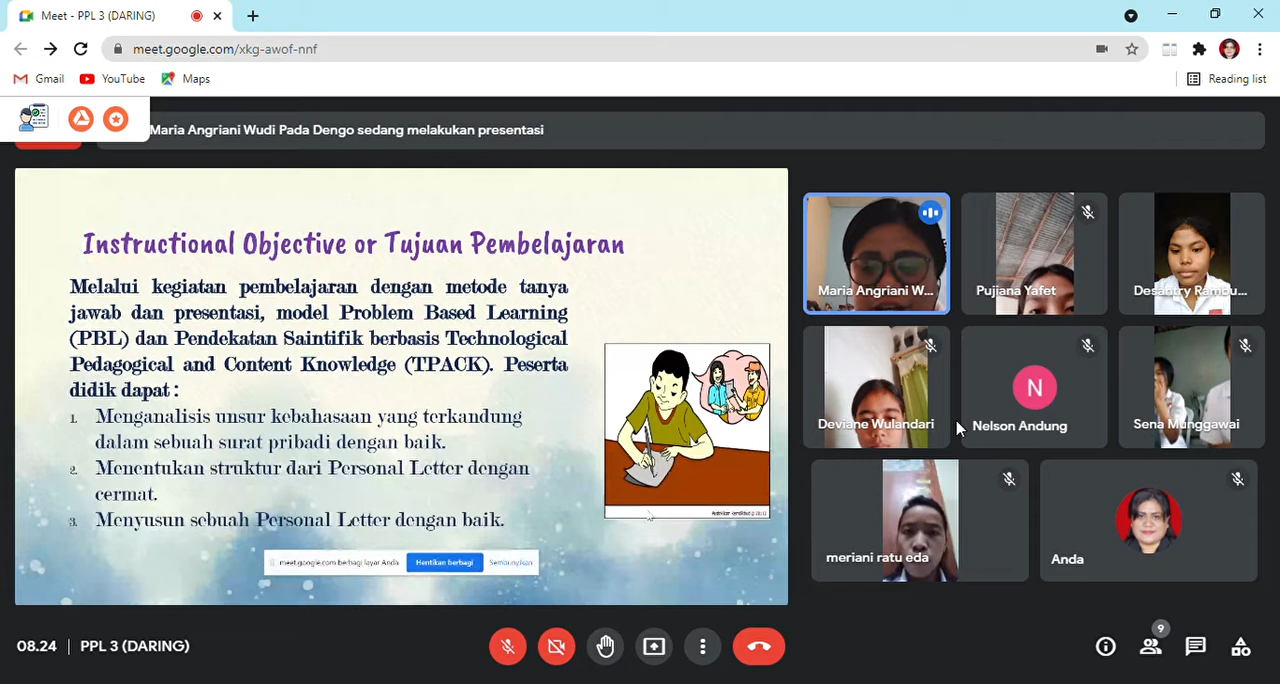 Meet - PPL 3 (DARING)
meet.google.com/xkg-awof-nnf
Gmail
YouTube
Maps
Reading list
Maria Angriani Wudi Pada Dengo sedang melakukan presentasi
Instructional Objective or Tujuan Pembelajaran
Melalui kegiatan pembelajaran dengan metode tanya
jawab dan presentasi, model Problem Based Learning
(PBL) dan Pendekatan Saintifik berbasis Technological
Pedagogical and Content Knowledge (TPACK). Peserta
didik dapat :
1. Menganalisis unsur kebahasaan yang terkandung
dalam sebuah surat pribadi dengan baik.
2. Menentukan struktur dari Personal Letter dengan
cermat.
3. Menyusun sebuah Personal Letter dengan baik.
meet.google.com berbagi layar Anda
Hentikan berbagi
Sembunyikan
Maria Angriani W...
Pujiana Yafet
Desantry Rambu...
Deviane Wulandari
N
Nelson Andung
Sena Munggawai
meriani ratu eda
Anda
08.24 | PPL 3 (DARING)
9